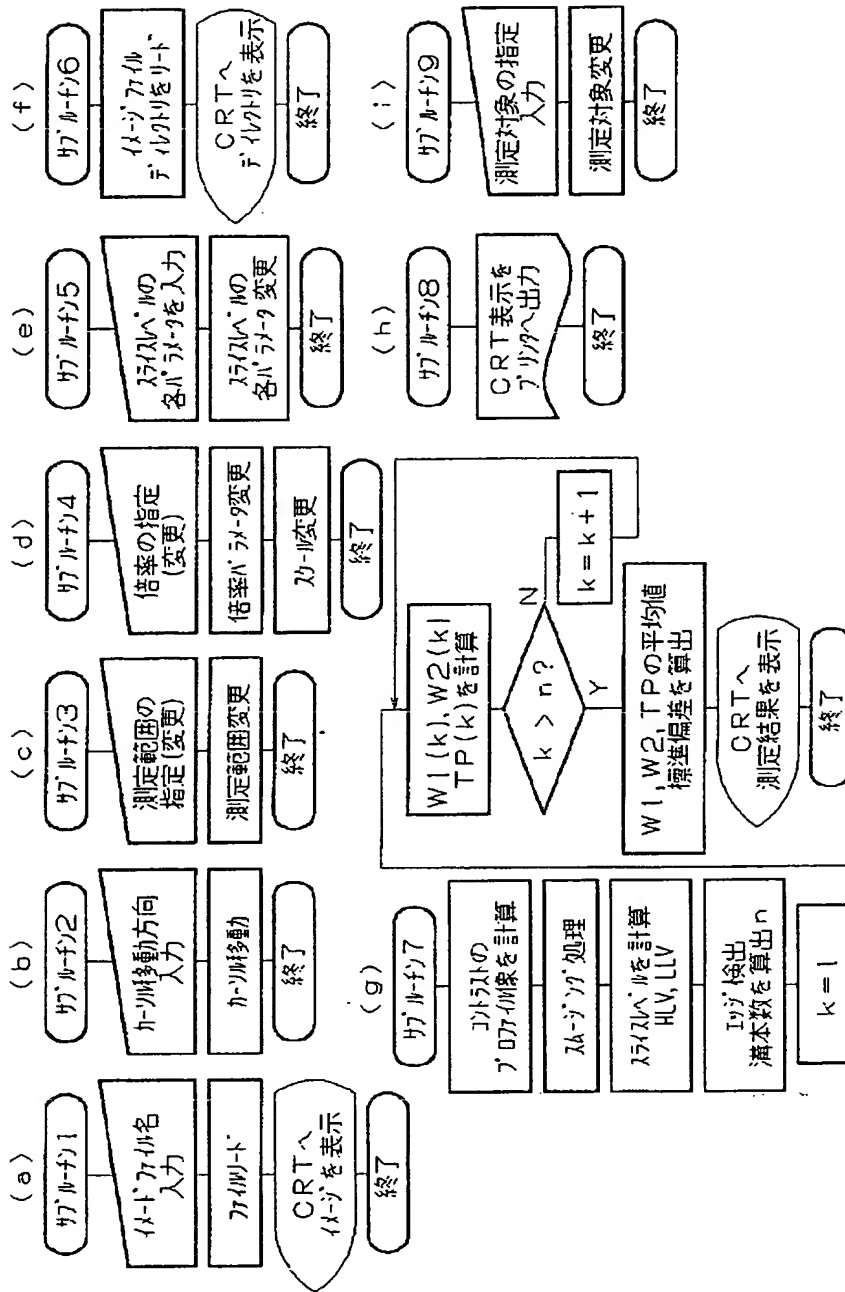 (a)
サブルーチン1
イメードファイル名
入力
ファイルリード
CRTへ
イメージを表示
終了
(b)
サブルーチン2
カーソル移動方向
入力
カーソル移動
終了
(c)
サブルーチン3
測定範囲の
指定(変更)
測定範囲変更
終了
(d)
サブルーチン4
倍率の指定
(変更)
倍率パラメータ変更
スケール変更
終了
(e)
サブルーチン5
スライスレベルの
各パラメータを入力
スライスレベルの
各パラメータ変更
終了
(f)
サブルーチン6
イメージファイル
ディレクトリをリード
CRTへ
ディレクトリを表示
終了
(g)
サブルーチン7
コントラストの
プロファイル象を計算
スムージング処理
スライスレベルを計算
HLV, LLV
エッジ検出
溝本数を算出n
k=1
W1(k), W2(k)
TP(k)を計算
k>n?
N
k=k+1
Y
W1, W2, TPの平均値
標準偏差を算出
CRTへ
測定結果を表示
終了
(h)
サブルーチン8
CRT表示を
プリンタへ出力
終了
(i)
サブルーチン9
測定対象の指定
入力
測定対象変更
終了